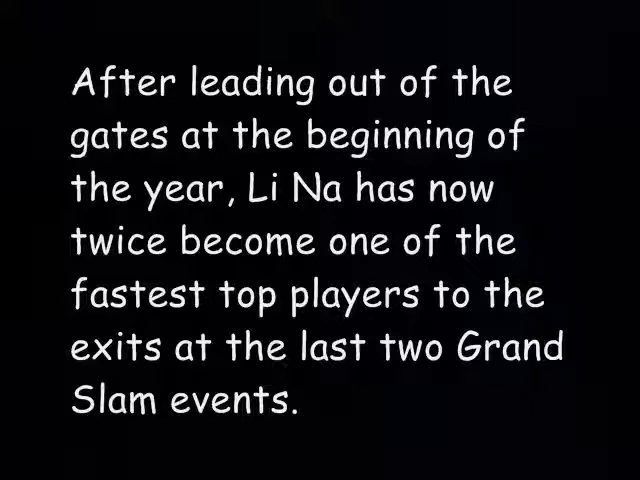 After leading out of the
gates at the beginning of
the year, Li Na has now
twice become one of the
fastest top players to the
exits at the last two Grand
Slam events.